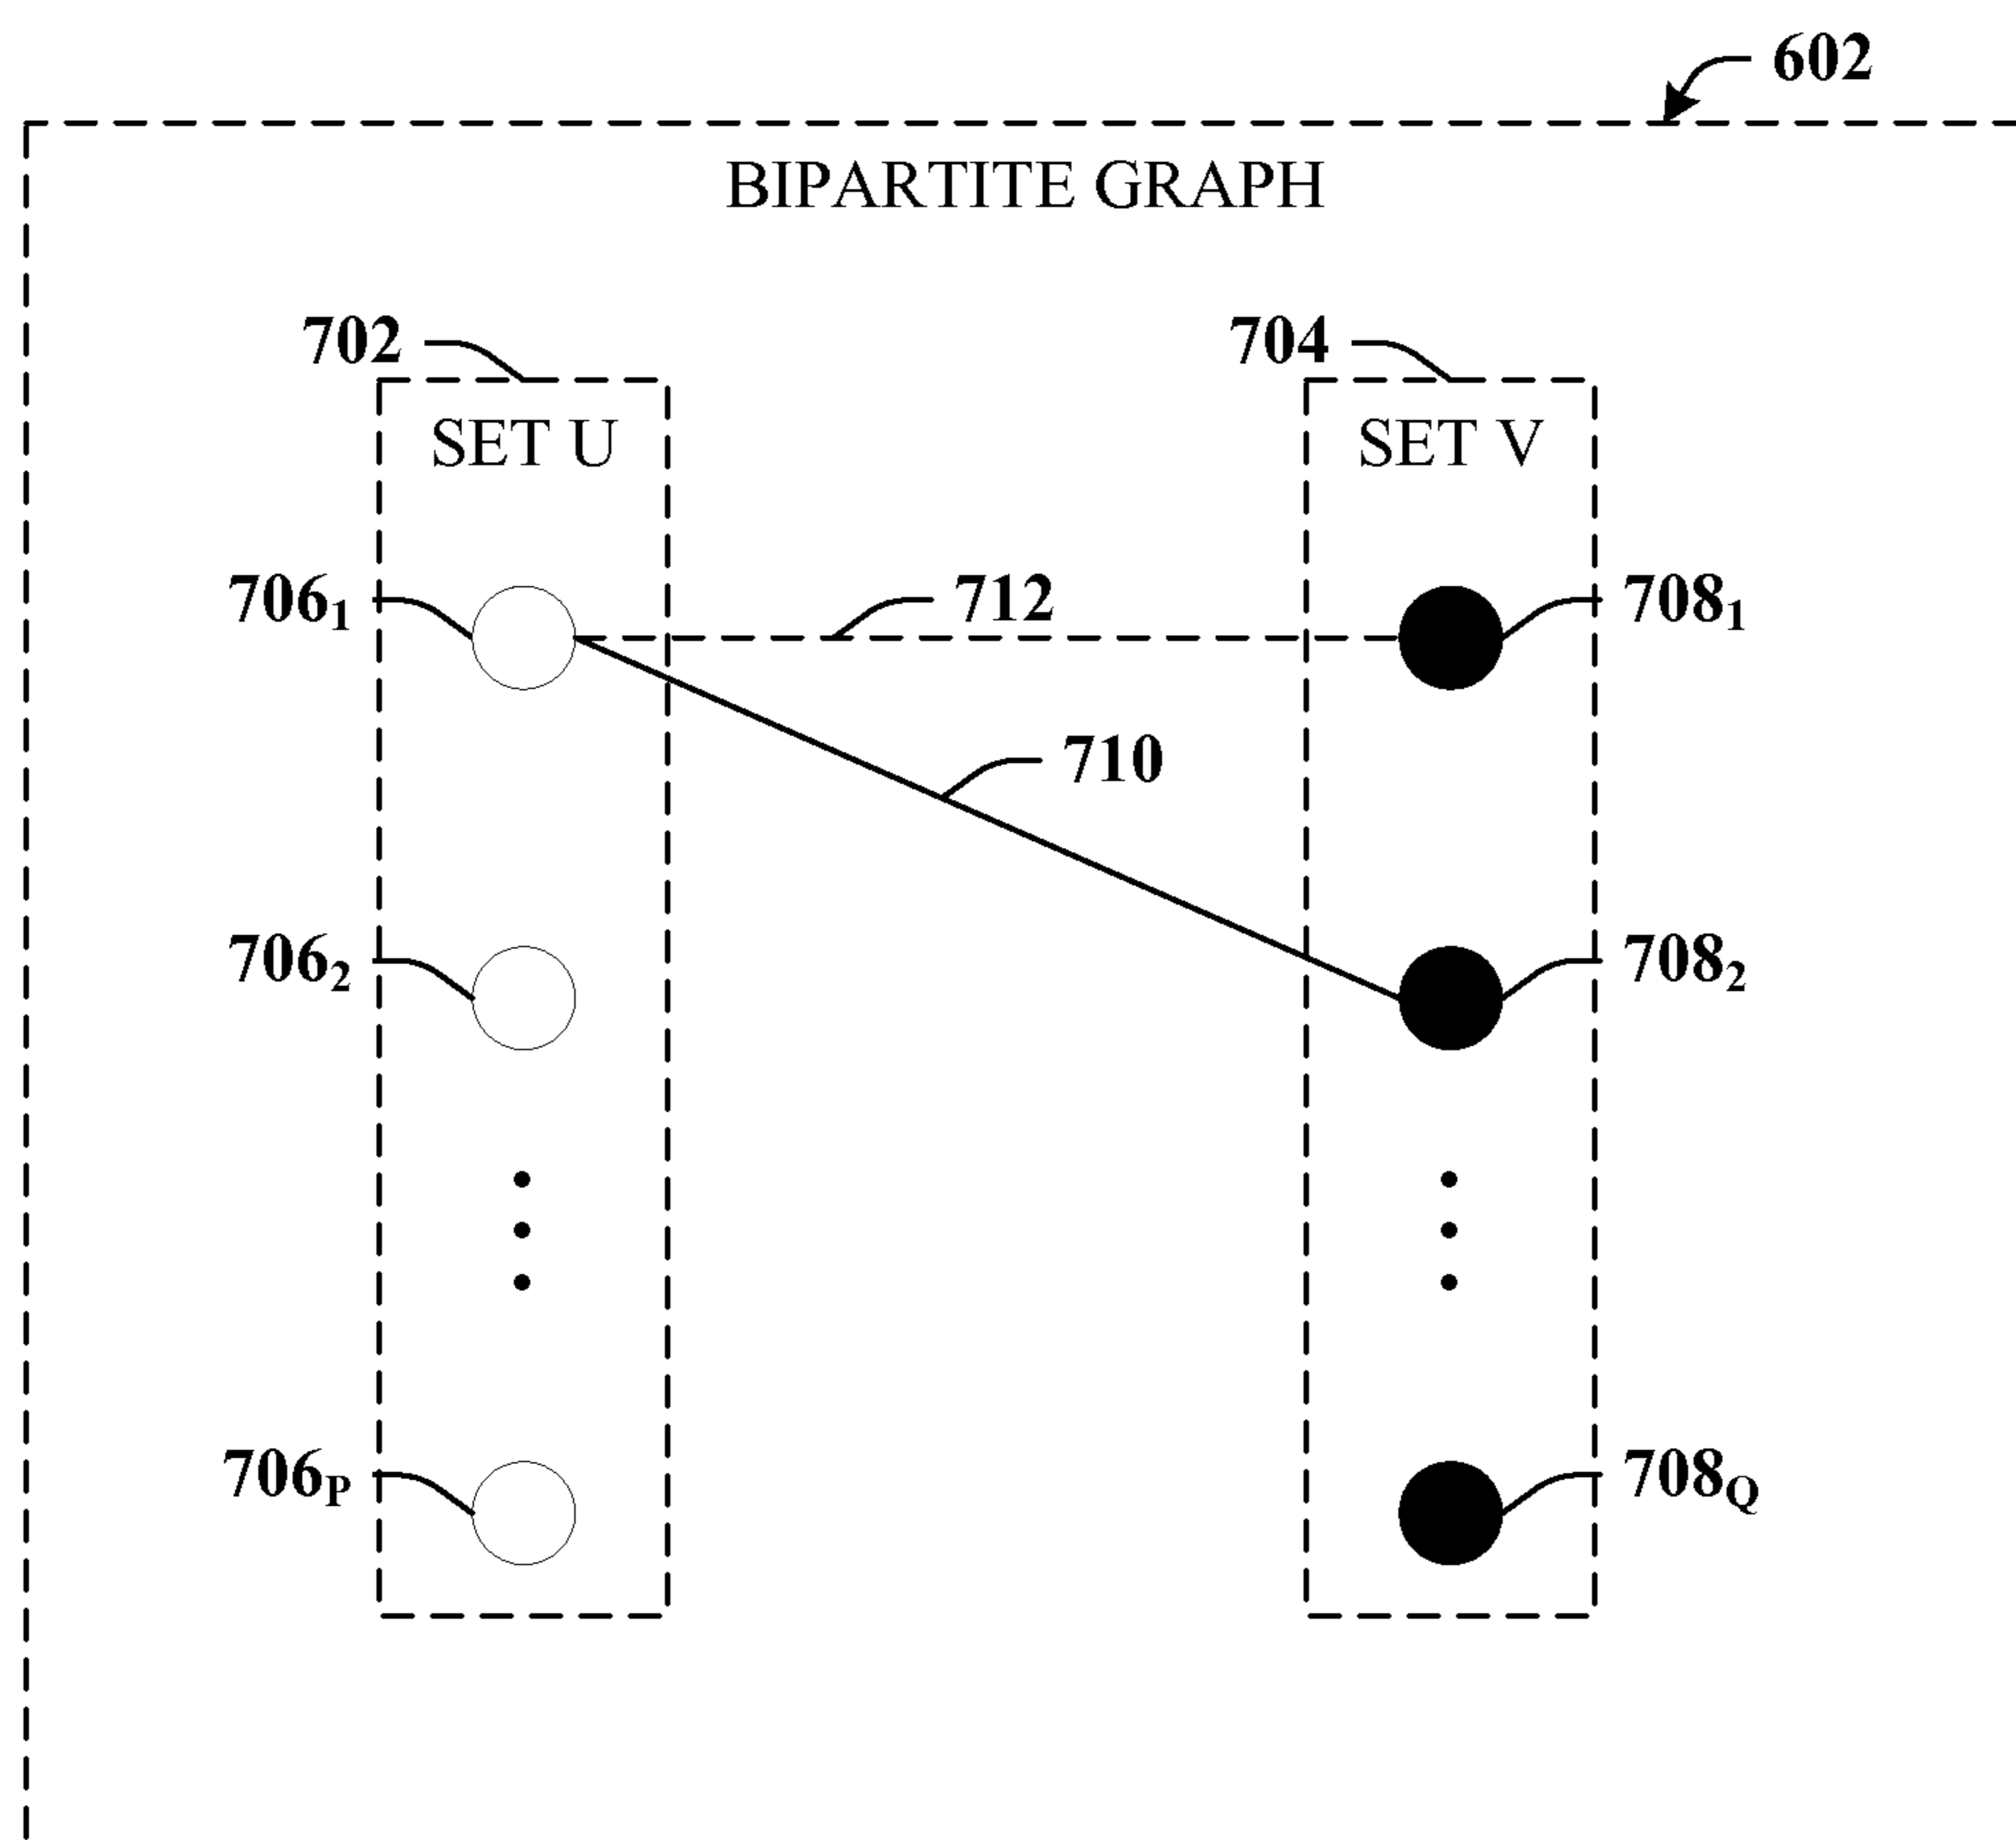 602
BIPARTITE GRAPH
702
704
SET U
SET V
706₁
712
708₁
710
706₂
708₂
706P
708Q